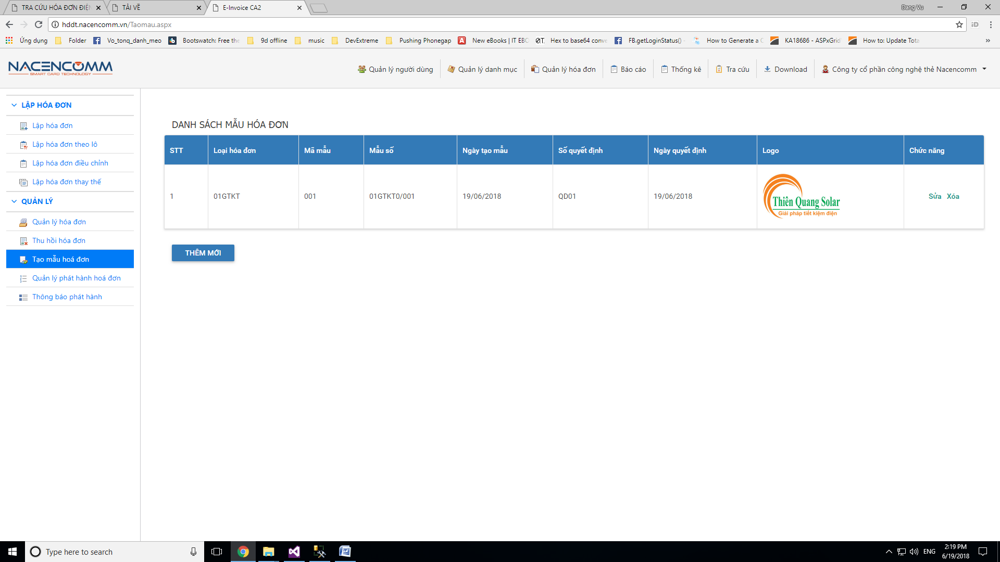 TRA CỨU HÓA ĐƠN ĐIỆN
TẢI VỀ
E-Invoice CA2
Dang Vu
hddt.nacencomm.vn/Taomau.aspx
Ứng dụng
Folder
Vo_tonq_danh_meo
Bootswatch: Free the
9d offline
music
DevExtreme
Pushing Phonegap
New eBooks | IT EBC
Hex to base64 conve
FB.getLoginStatus() -
How to Generate a C
KA18686 - ASPxGrid
How to: Update Tota
NACENCOMM
SMART CARD TECHNOLOGY
Quản lý người dùng
Quản lý danh mục
Quản lý hóa đơn
Báo cáo
Thống kê
Tra cứu
Download
Công ty cổ phần công nghệ thẻ Nacencomm
LẬP HÓA ĐƠN
Lập hóa đơn
Lập hóa đơn theo lô
Lập hóa đơn điều chỉnh
Lập hóa đơn thay thế
QUẢN LÝ
Quản lý hóa đơn
Thu hồi hóa đơn
Tạo mẫu hoá đơn
Quản lý phát hành hoá đơn
Thông báo phát hành
DANH SÁCH MẪU HÓA ĐƠN
STT Loại hóa đơn Mã mẫu Mẫu số Ngày tạo mẫu Số quyết định Ngày quyết định Logo Chức năng
1 01GTKT 001 01GTKT0/001 19/06/2018 QD01 19/06/2018 Sửa Xóa
Thiên Quang Solar
Giải pháp tiết kiệm điện
THÊM MỚI
Type here to search
ENG
2:19 PM
6/19/2018